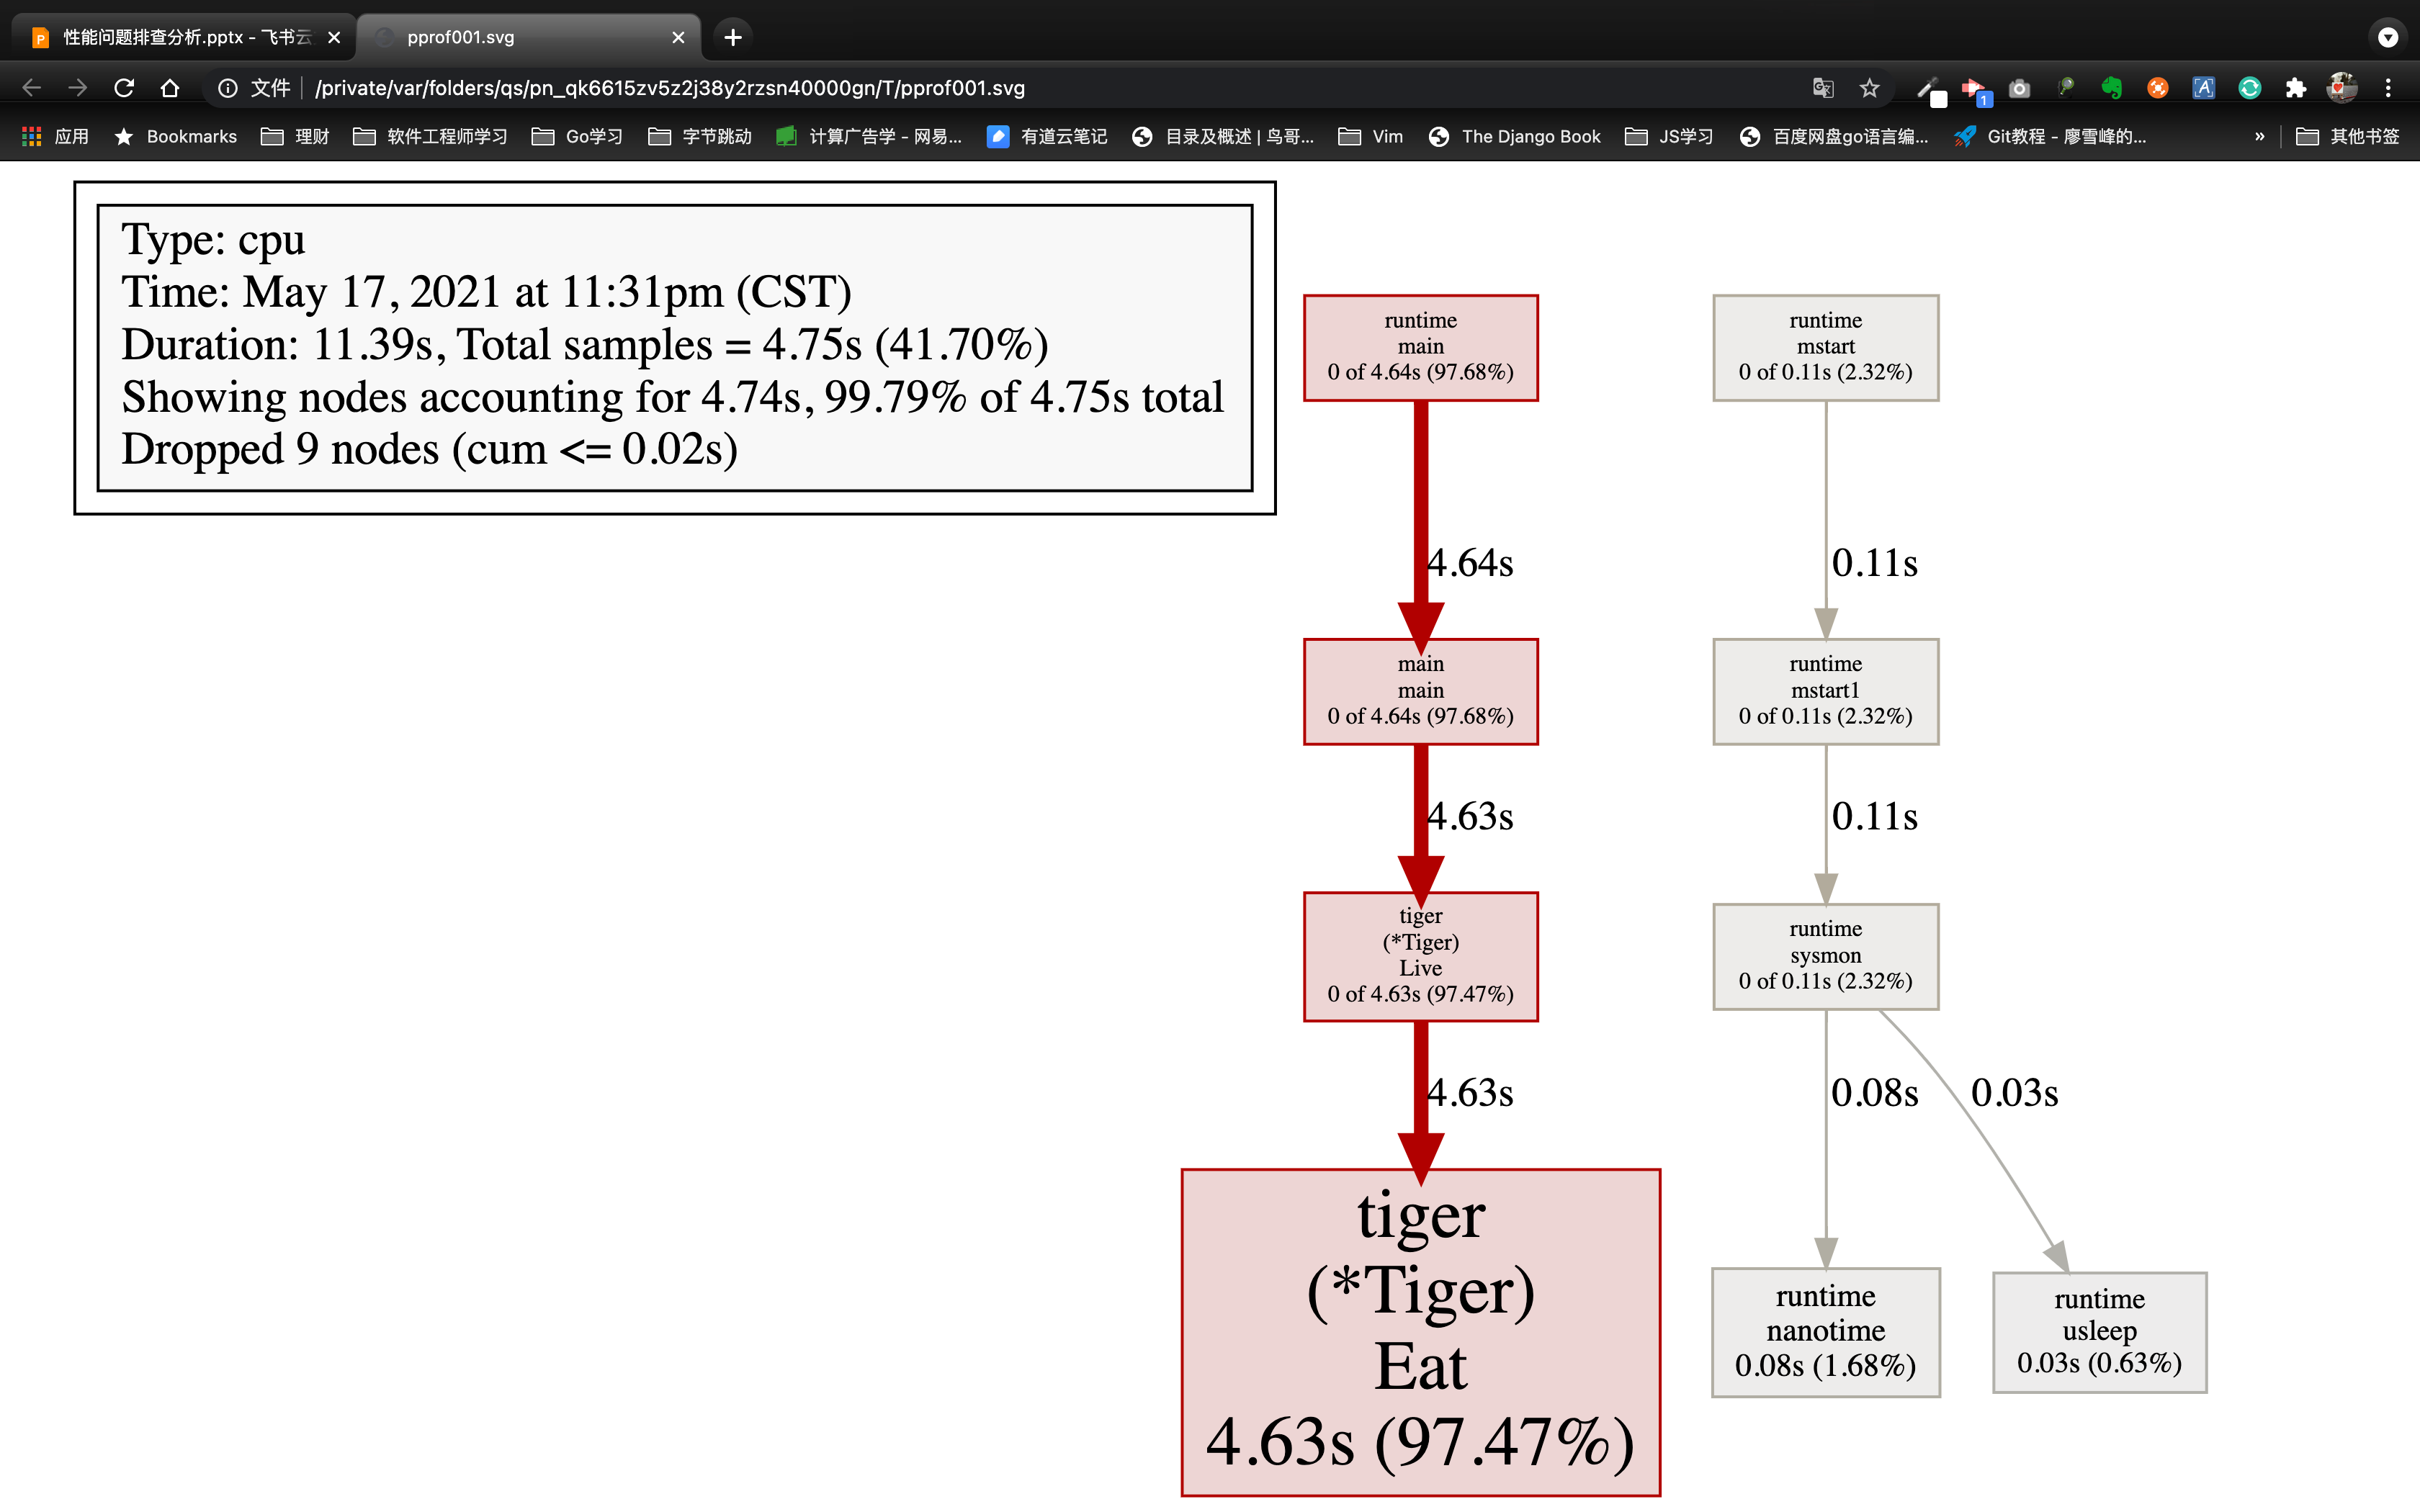 性能问题排查分析.pptx - 飞书云
pprof001.svg
文件
/private/var/folders/qs/pn_qk6615zv5z2j38y2rzsn40000gn/T/pprof001.svg
1
应用
Bookmarks
理财
软件工程师学习
Go学习
字节跳动
计算广告学 - 网易...
有道云笔记
目录及概述 | 鸟哥...
Vim
The Django Book
JS学习
百度网盘go语言编...
Git教程 - 廖雪峰的...
»
其他书签
Type: cpu
Time: May 17, 2021 at 11:31pm (CST)
Duration: 11.39s, Total samples = 4.75s (41.70%)
Showing nodes accounting for 4.74s, 99.79% of 4.75s total
Dropped 9 nodes (cum <= 0.02s)
runtime
main
0 of 4.64s (97.68%)
runtime
mstart
0 of 0.11s (2.32%)
4.64s
0.11s
main
main
0 of 4.64s (97.68%)
runtime
mstart1
0 of 0.11s (2.32%)
4.63s
0.11s
tiger
(*Tiger)
Live
0 of 4.63s (97.47%)
runtime
sysmon
0 of 0.11s (2.32%)
4.63s
0.08s
0.03s
tiger
(*Tiger)
Eat
4.63s (97.47%)
runtime
nanotime
0.08s (1.68%)
runtime
usleep
0.03s (0.63%)